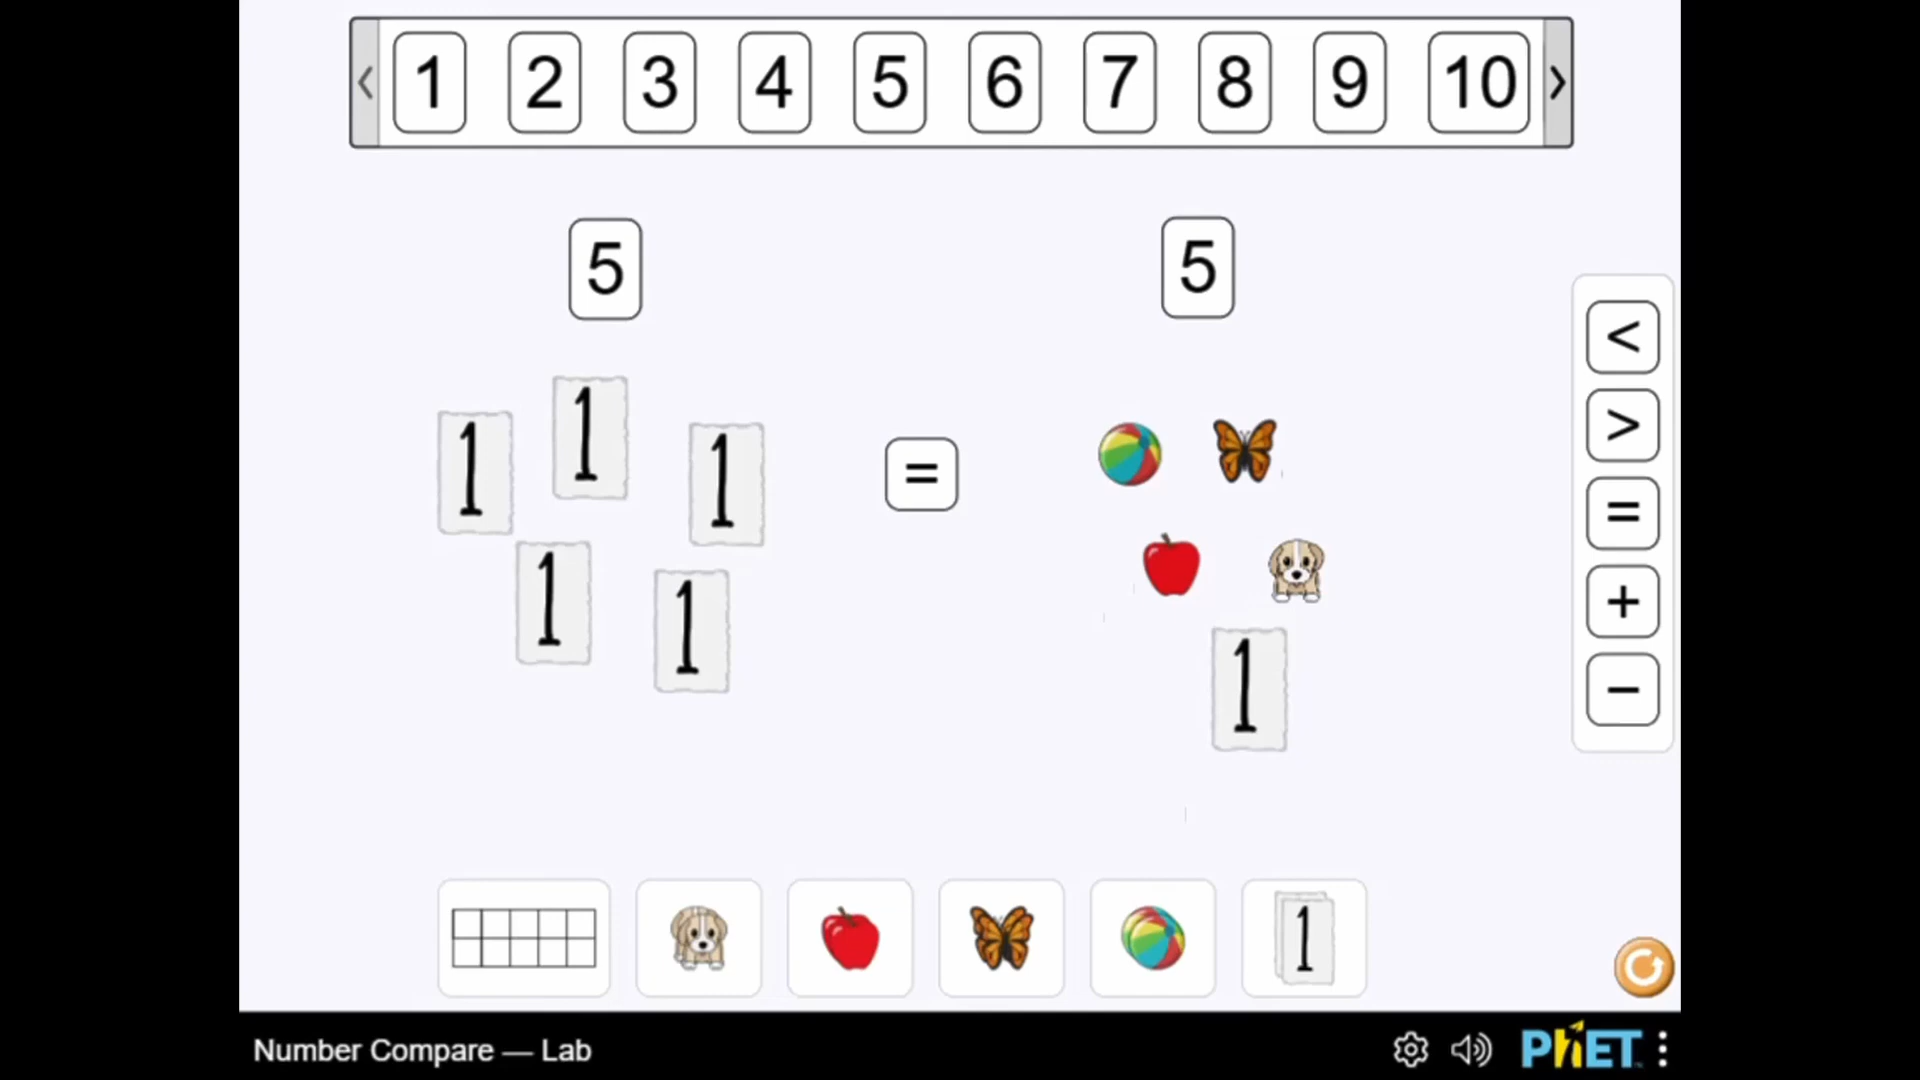 1 2 3 4 5 6 7 8 9 10
5 5
<
>
1 1 1
=
=
1 1
+
1
−
1
Number Compare — Lab
PhET